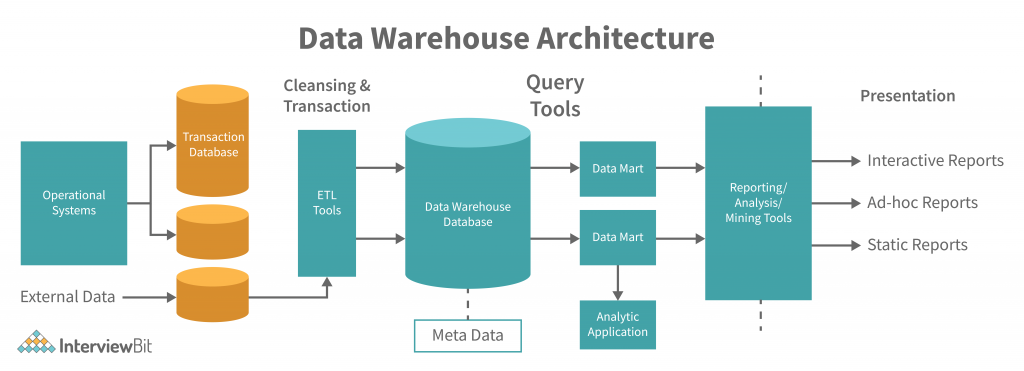 Data Warehouse Architecture
Cleansing &
Transaction
Query
Tools
Presentation
Operational
Systems
Transaction
Database
External Data
ETL
Tools
Data Warehouse
Database
Meta Data
Data Mart
Data Mart
Analytic
Application
Reporting/
Analysis/
Mining Tools
Interactive Reports
Ad-hoc Reports
Static Reports
InterviewBit